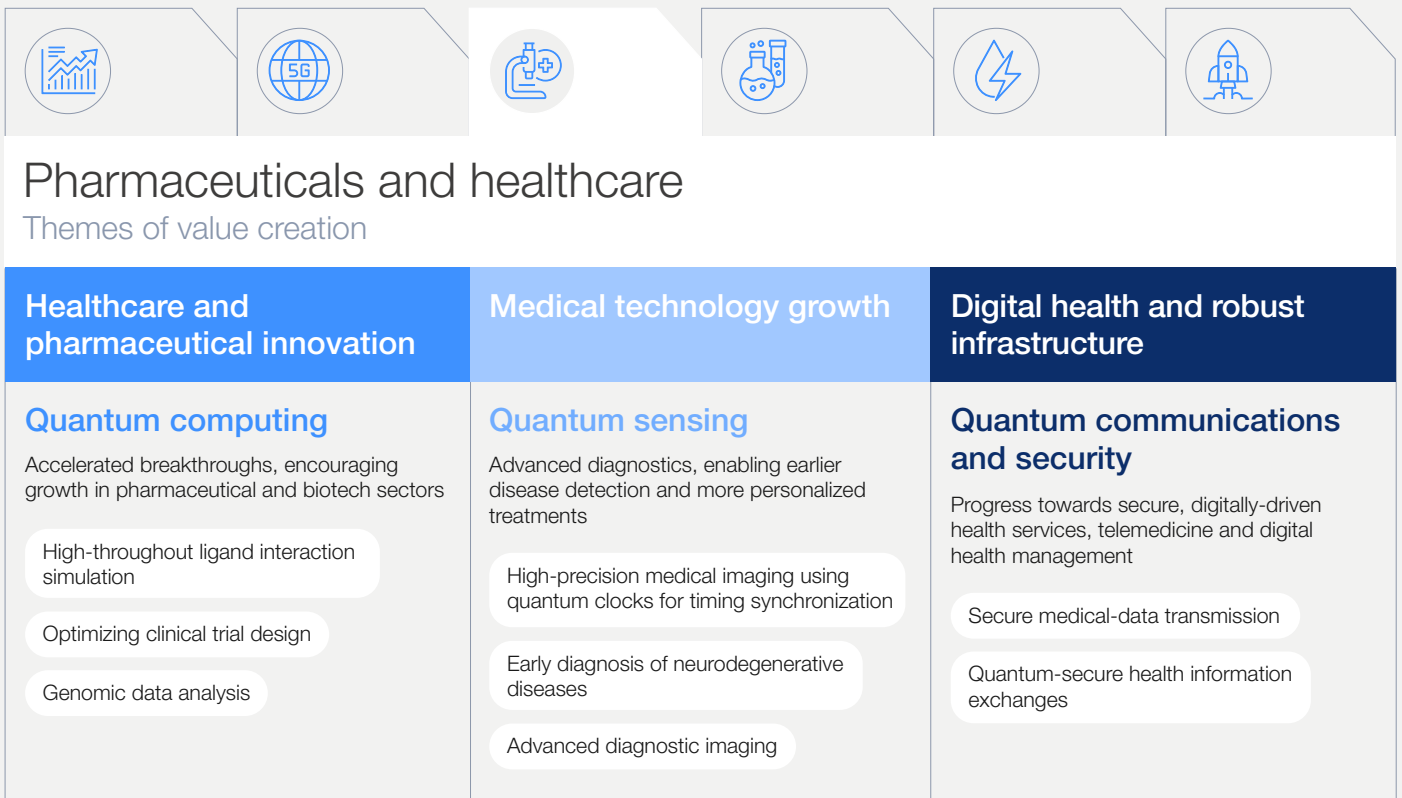 5G
Pharmaceuticals and healthcare
Themes of value creation
Healthcare and
pharmaceutical innovation
Quantum computing
Accelerated breakthroughs, encouraging
growth in pharmaceutical and biotech sectors
High-throughout ligand interaction
simulation
Optimizing clinical trial design
Genomic data analysis
Medical technology growth
Quantum sensing
Advanced diagnostics, enabling earlier
disease detection and more personalized
treatments
High-precision medical imaging using
quantum clocks for timing synchronization
Early diagnosis of neurodegenerative
diseases
Advanced diagnostic imaging
Digital health and robust
infrastructure
Quantum communications
and security
Progress towards secure, digitally-driven
health services, telemedicine and digital
health management
Secure medical-data transmission
Quantum-secure health information
exchanges